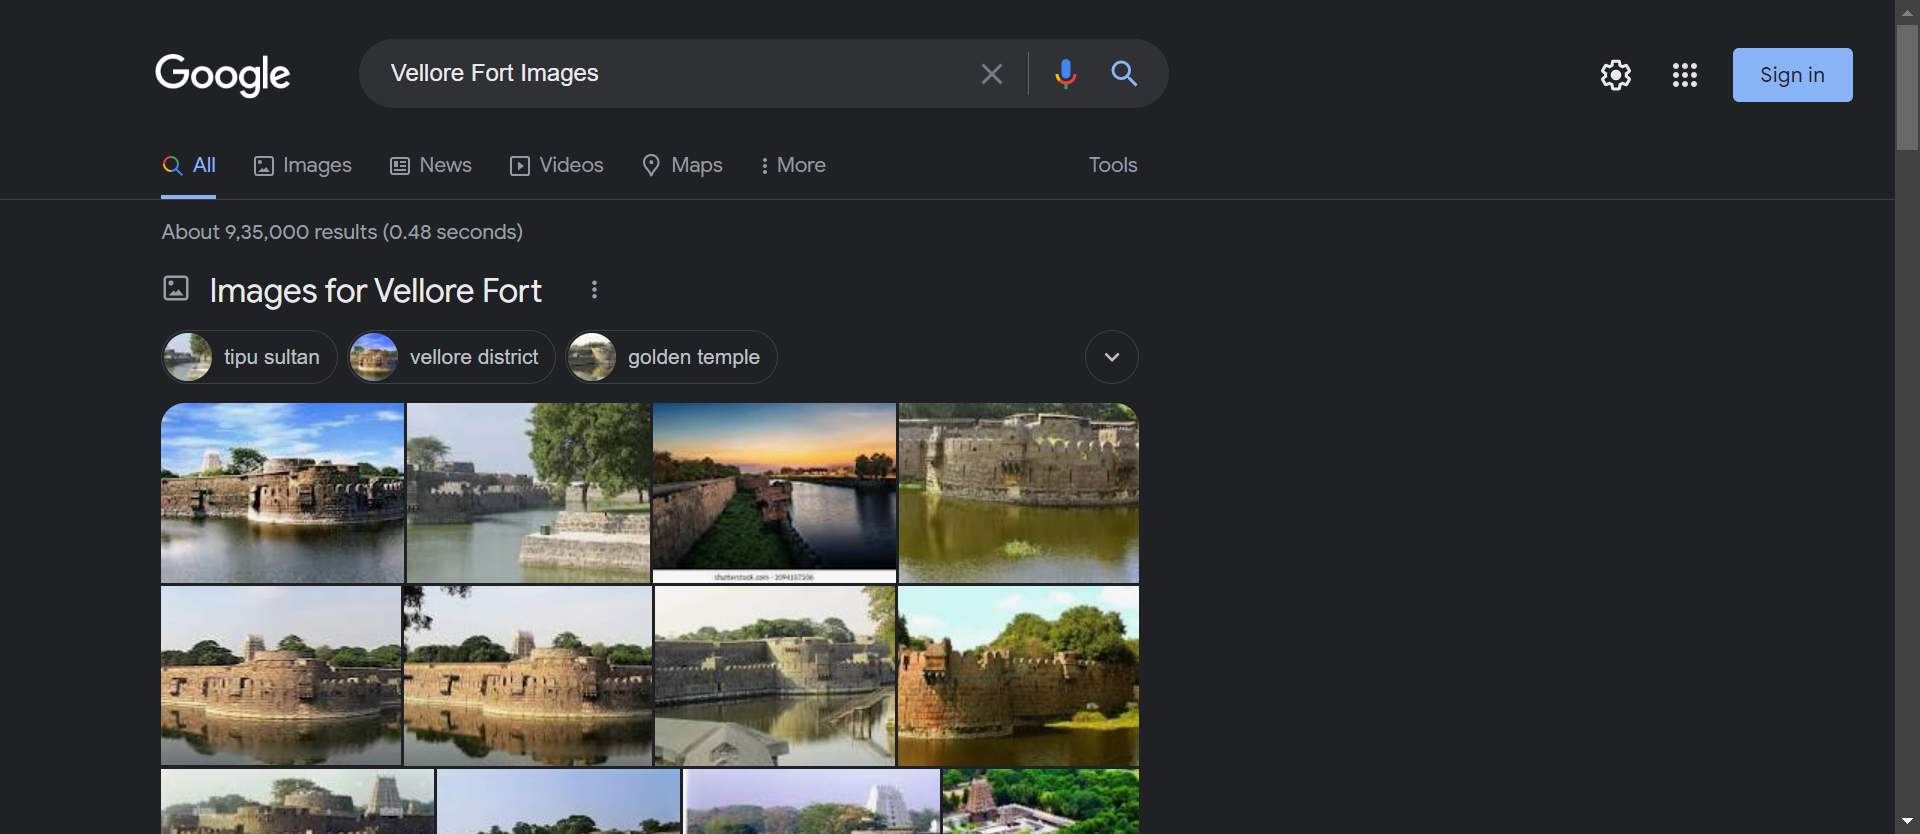 Google
Vellore Fort Images
Sign in
All Images News Videos Maps More Tools
About 9,35,000 results (0.48 seconds)
Images for Vellore Fort
tipu sultan vellore district golden temple
shutterstock.com · 2094157106